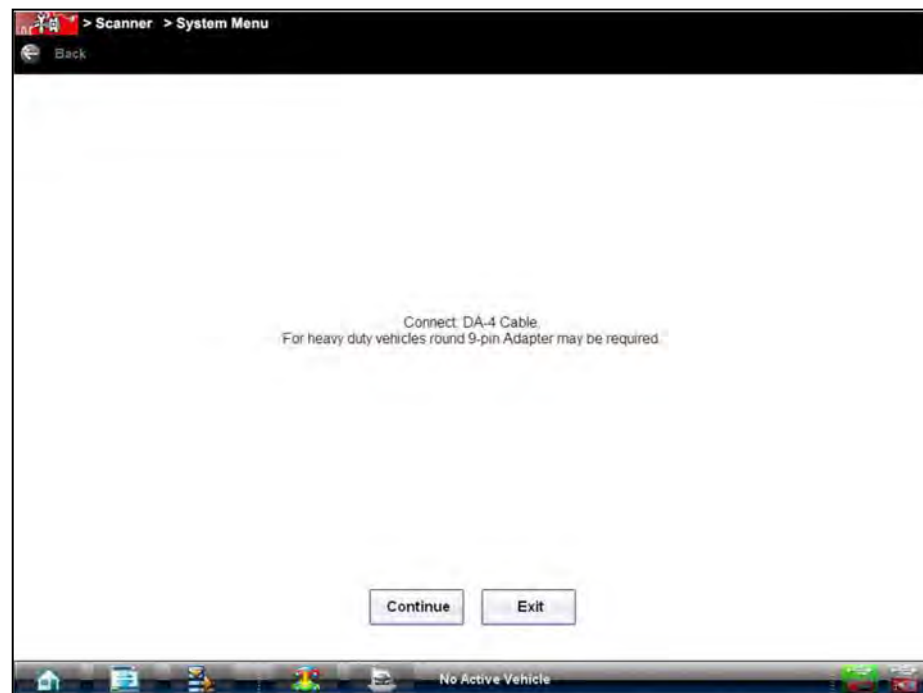 > Scanner > System Menu
Back
Connect: DA-4 Cable.
For heavy duty vehicles round 9-pin Adapter may be required.
Continue
Exit
No Active Vehicle